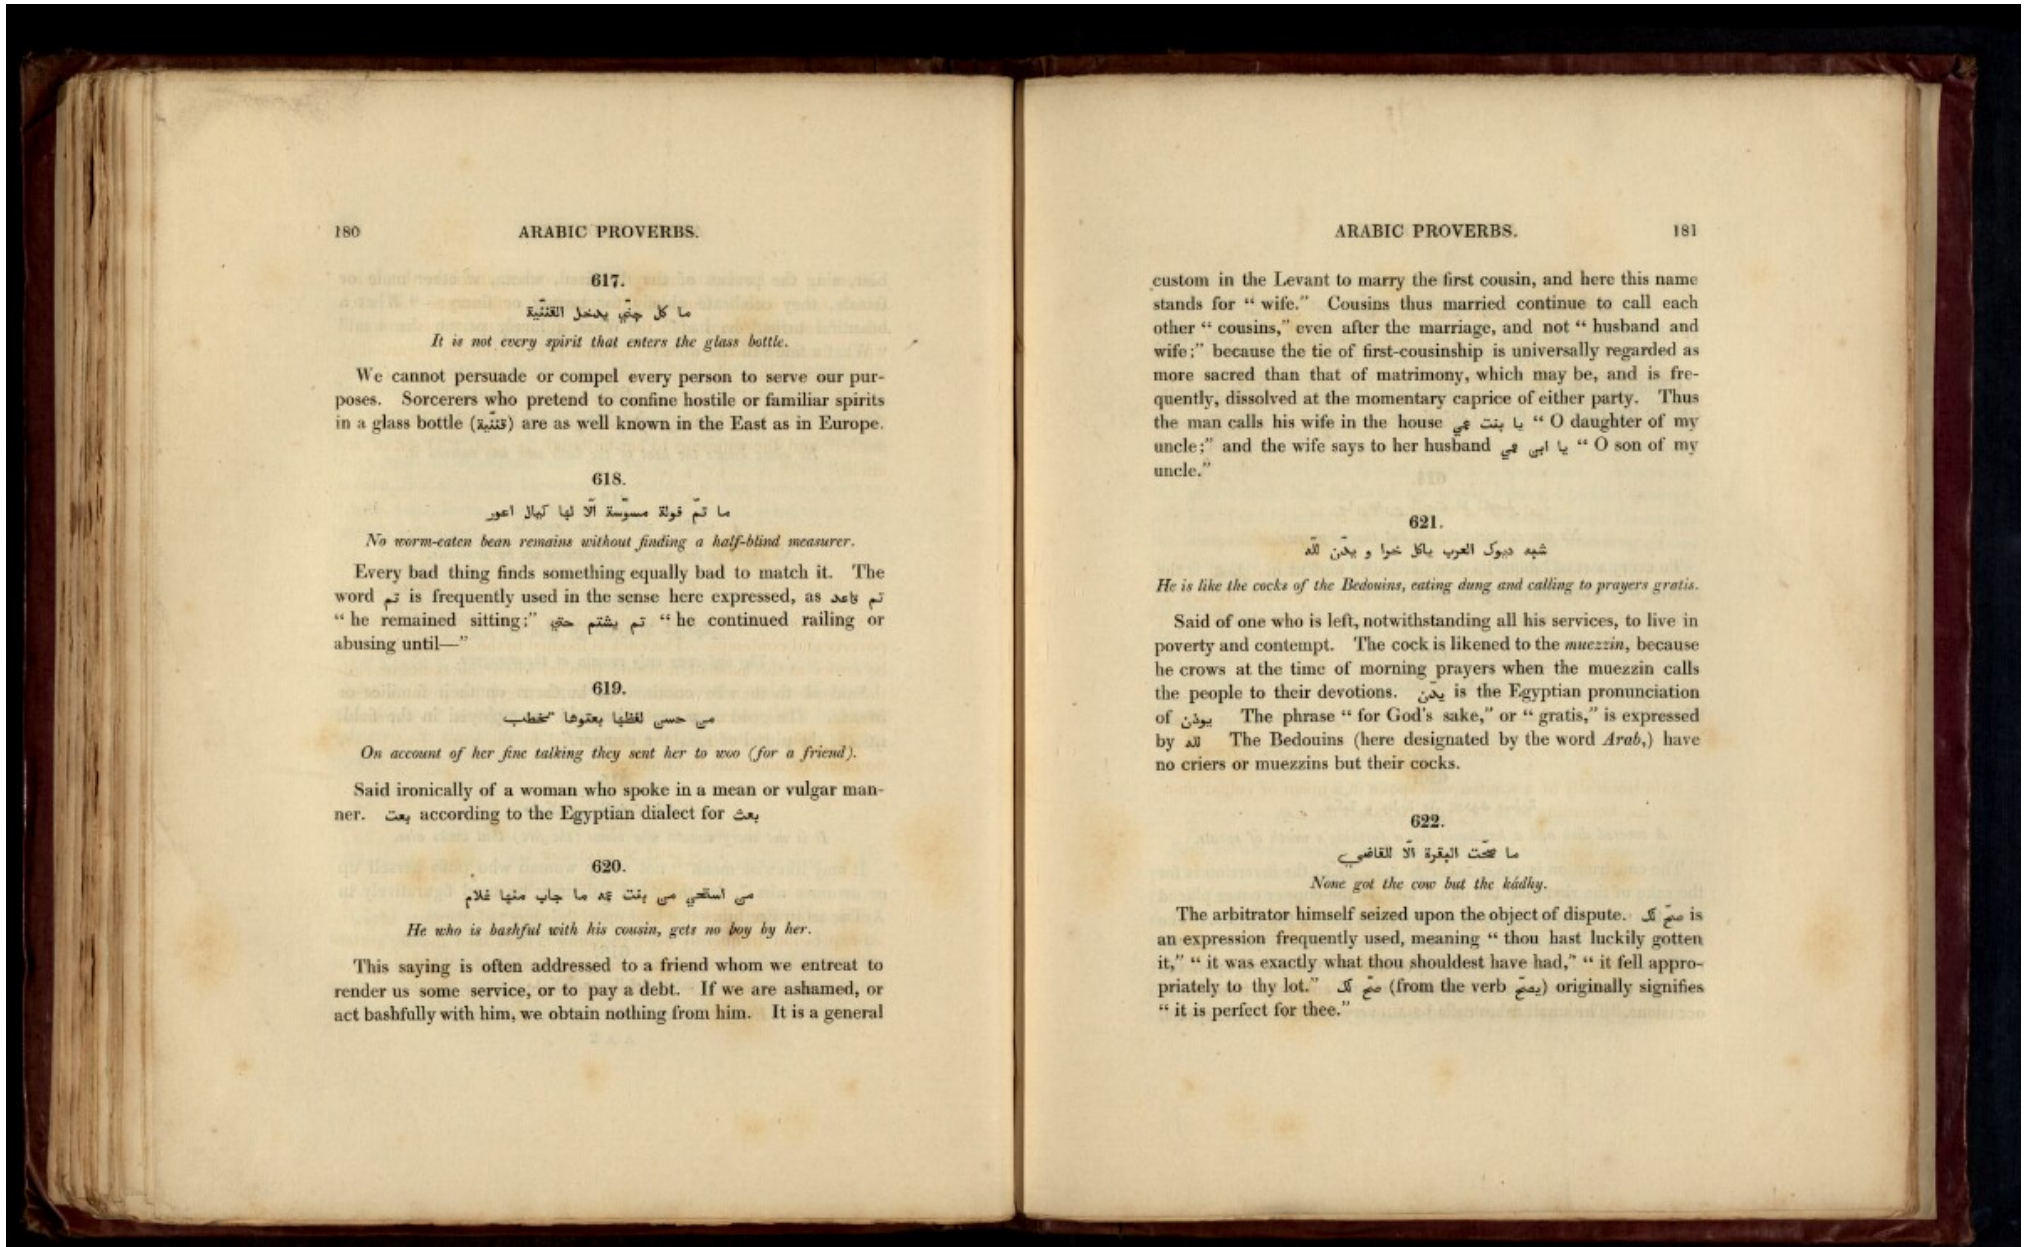 180 ARABIC PROVERBS.
617.
ما كل جنّي يدخل القنّنية
It is not every spirit that enters the glass bottle.
We cannot persuade or compel every person to serve our pur-
poses. Sorcerers who pretend to confine hostile or familiar spirits
in a glass bottle (قنّنية) are as well known in the East as in Europe.
618.
ما تمّ فولة مسوّسة الّا لها كيال اعور
No worm-eaten bean remains without finding a half-blind measurer.
Every bad thing finds something equally bad to match it. The
word تم is frequently used in the sense here expressed, as تم قاعد
“ he remained sitting;” تم يشتم حتي “ he continued railing or
abusing until—”
619.
من حسن لفظها بعتوها تخطب
On account of her fine talking they sent her to woo (for a friend).
Said ironically of a woman who spoke in a mean or vulgar man-
ner. بعت according to the Egyptian dialect for بعث
620.
من استحي من بنت عمه ما جاب منها غلام
He who is bashful with his cousin, gets no boy by her.
This saying is often addressed to a friend whom we entreat to
render us some service, or to pay a debt. If we are ashamed, or
act bashfully with him, we obtain nothing from him. It is a general
ARABIC PROVERBS. 181
custom in the Levant to marry the first cousin, and here this name
stands for “ wife.” Cousins thus married continue to call each
other “ cousins,” even after the marriage, and not “ husband and
wife;” because the tie of first-cousinship is universally regarded as
more sacred than that of matrimony, which may be, and is fre-
quently, dissolved at the momentary caprice of either party. Thus
the man calls his wife in the house يا بنت عمي “ O daughter of my
uncle;” and the wife says to her husband يا ابن عمي “ O son of my
uncle.”
621.
شبه ديوك العرب ياكل خرا و يدّن للّه
He is like the cocks of the Bedouins, eating dung and calling to prayers gratis.
Said of one who is left, notwithstanding all his services, to live in
poverty and contempt. The cock is likened to the muezzin, because
he crows at the time of morning prayers when the muezzin calls
the people to their devotions. يدّن is the Egyptian pronunciation
of يوذن The phrase “ for God's sake,” or “ gratis,” is expressed
by لله The Bedouins (here designated by the word Arab,) have
no criers or muezzins but their cocks.
622.
ما صحّت البقرة الّا للقاضي
None got the cow but the kádhy.
The arbitrator himself seized upon the object of dispute. صحّ لك is
an expression frequently used, meaning “ thou hast luckily gotten
it,” “ it was exactly what thou shouldest have had,” “ it fell appro-
priately to thy lot.” صحّ لك (from the verb يصحّ) originally signifies
“ it is perfect for thee.”